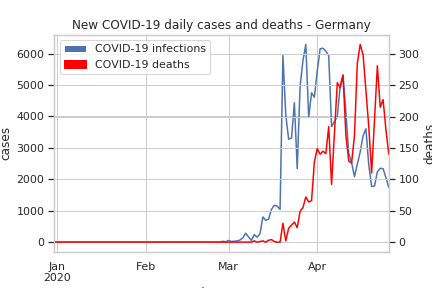 New COVID-19 daily cases and deaths - Germany
COVID-19 infections
COVID-19 deaths
6000
5000
4000
3000
2000
1000
0
cases
300
250
200
150
100
50
0
deaths
Jan
2020
Feb
Mar
Apr